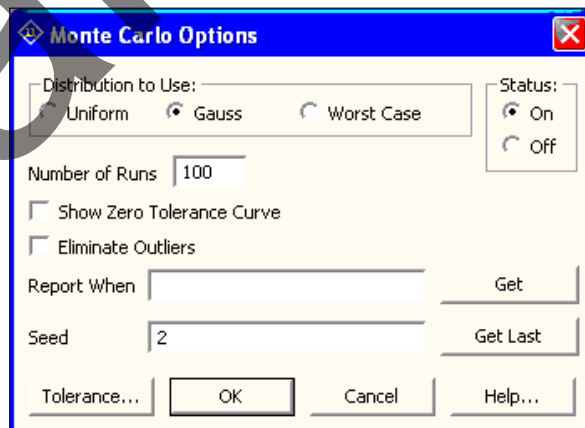 Monte Carlo Options
Distribution to Use:
Uniform Gauss Worst Case
Status:
On
Off
Number of Runs 100
Show Zero Tolerance Curve
Eliminate Outliers
Report When Get
Seed 2 Get Last
Tolerance... OK Cancel Help...